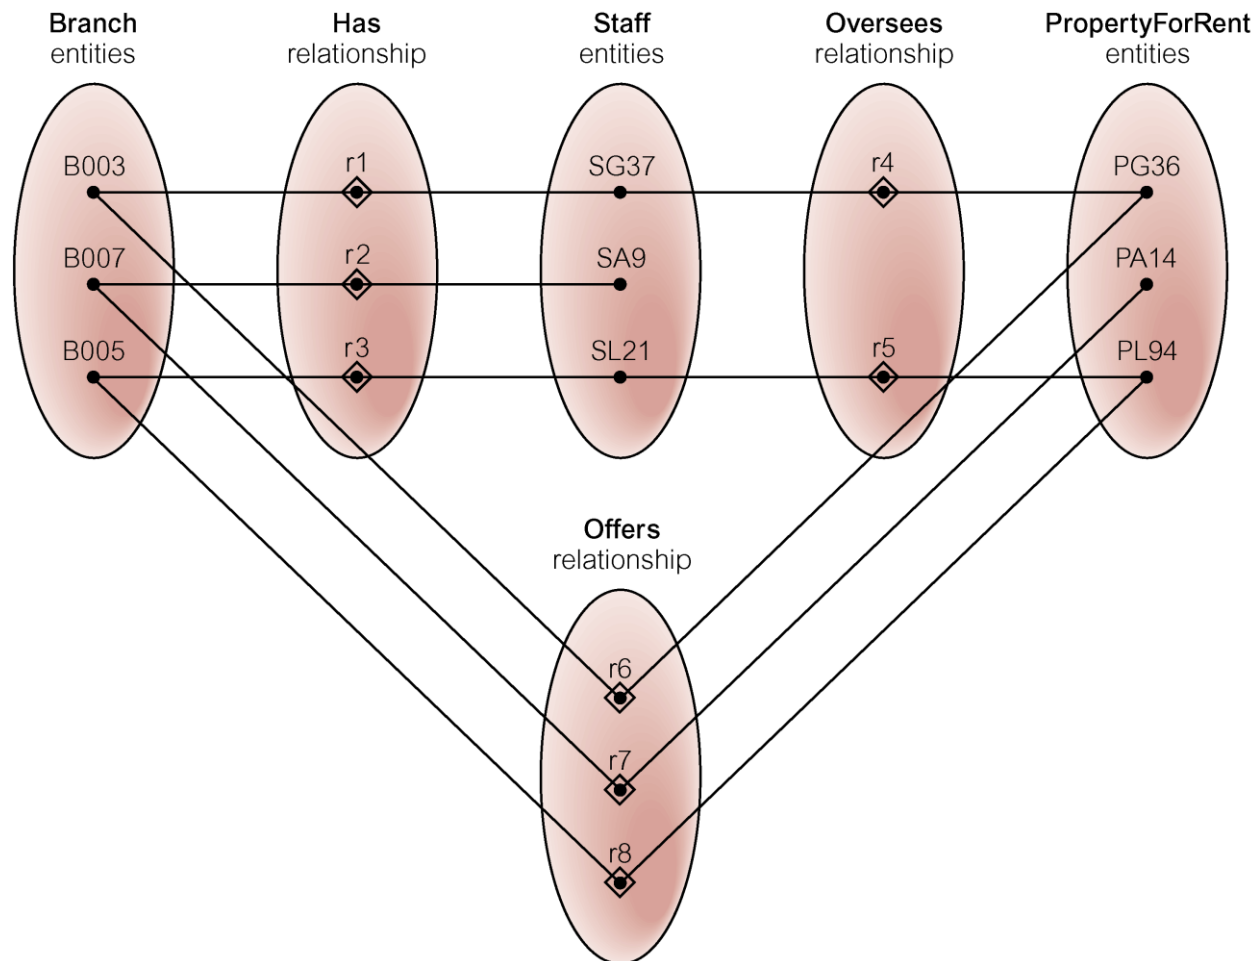 Branch
entities
Has
relationship
Staff
entities
Oversees
relationship
PropertyForRent
entities
B003
r1
SG37
r4
PG36
B007
r2
SA9
PA14
B005
r3
SL21
r5
PL94
Offers
relationship
r6
r7
r8